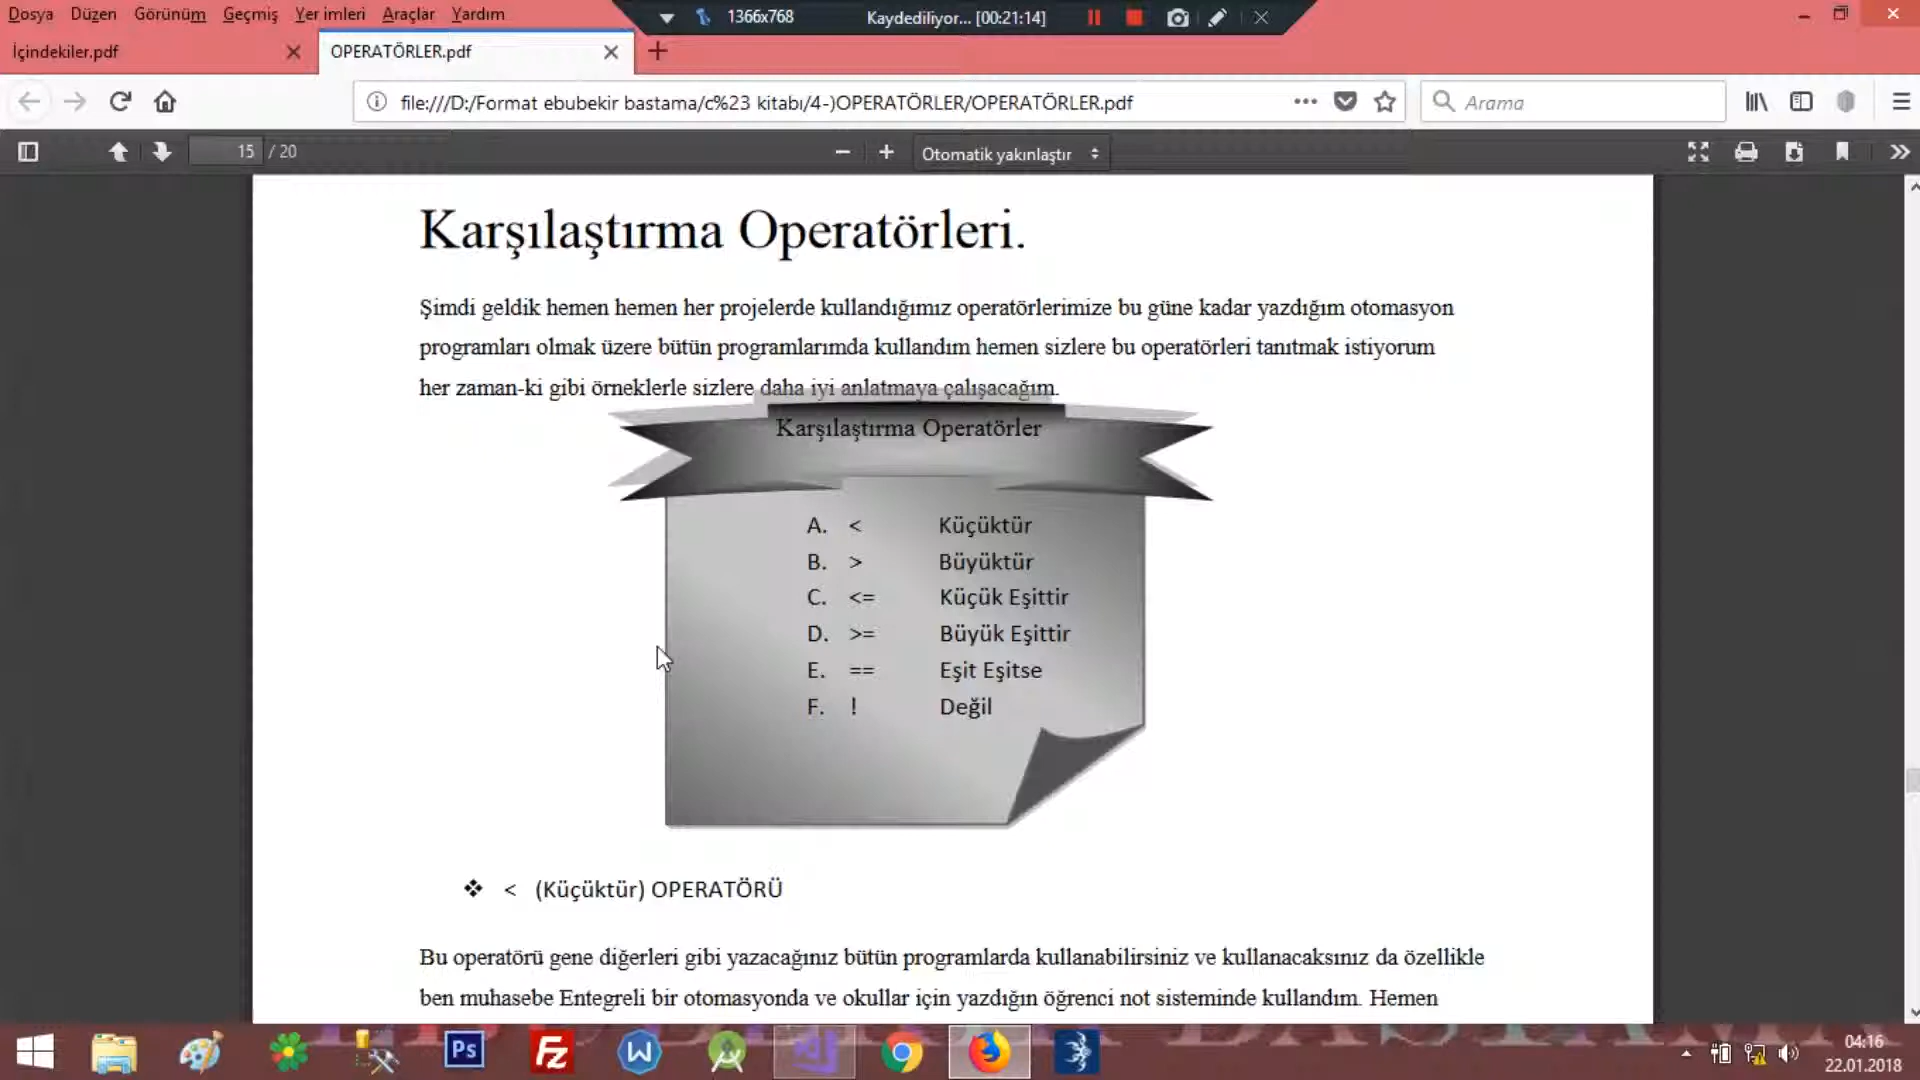 Dosya Düzen Görünüm Geçmiş Yer imleri Araçlar Yardım
1366x768 Kaydediliyor... [00:21:14]
İçindekiler.pdf
OPERATÖRLER.pdf
file:///D:/Format ebubekir bastama/c%23 kitabı/4-)OPERATÖRLER/OPERATÖRLER.pdf
Arama
15 / 20
Otomatik yakınlaştır
Karşılaştırma Operatörleri.
Şimdi geldik hemen hemen her projelerde kullandığımız operatörlerimize bu güne kadar yazdığım otomasyon
programları olmak üzere bütün programlarımda kullandım hemen sizlere bu operatörleri tanıtmak istiyorum
her zaman-ki gibi örneklerle sizlere daha iyi anlatmaya çalışacağım.
Karşılaştırma Operatörler
A. < Küçüktür
B. > Büyüktür
C. <= Küçük Eşittir
D. >= Büyük Eşittir
E. == Eşit Eşitse
F. ! Değil
❖ < (Küçüktür) OPERATÖRÜ
Bu operatörü gene diğerleri gibi yazacağınız bütün programlarda kullanabilirsiniz ve kullanacaksınız da özellikle
ben muhasebe Entegreli bir otomasyonda ve okullar için yazdığın öğrenci not sisteminde kullandım. Hemen
Ps
Fz
W
04:16
22.01.2018